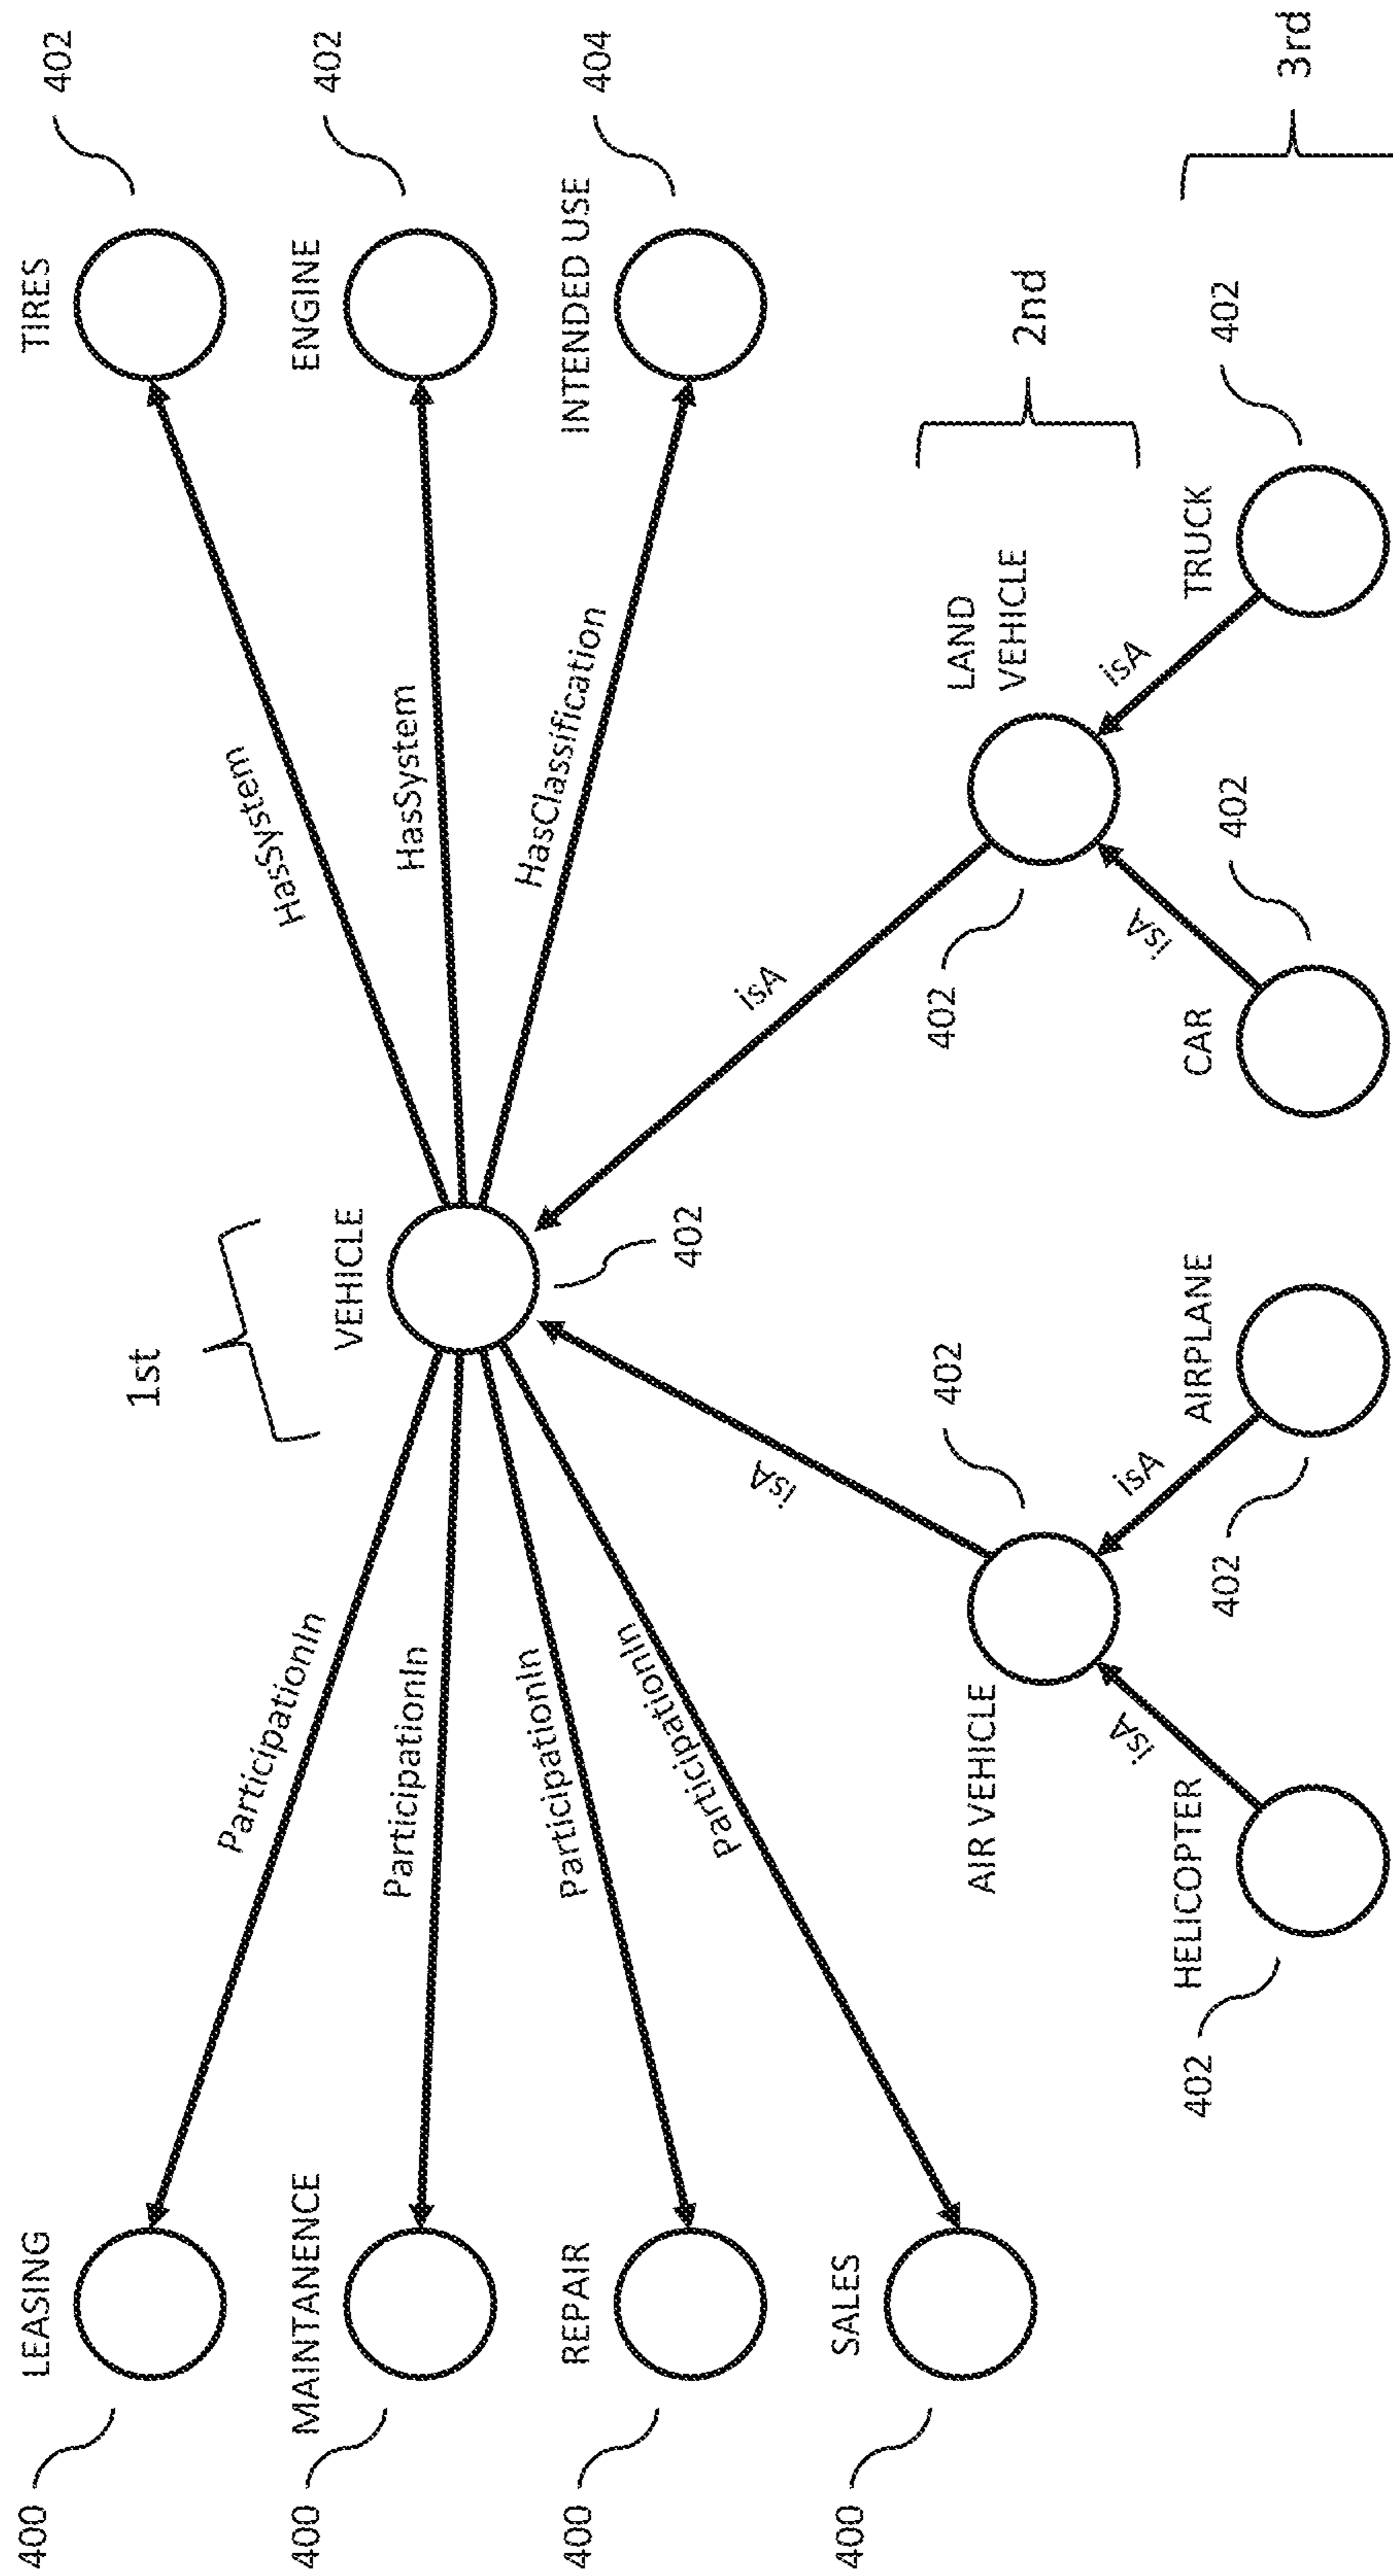 1st
LEASING
400
MAINTANENCE
400
REPAIR
400
SALES
400
ParticipationIn
ParticipationIn
ParticipationIn
ParticipationIn
VEHICLE
402
HasSystem
HasSystem
HasClassification
TIRES
402
ENGINE
402
INTENDED USE
404
isA
isA
AIR VEHICLE
402
LAND
VEHICLE
402
2nd
isA
isA
isA
isA
HELICOPTER
402
AIRPLANE
402
CAR
402
TRUCK
402
3rd